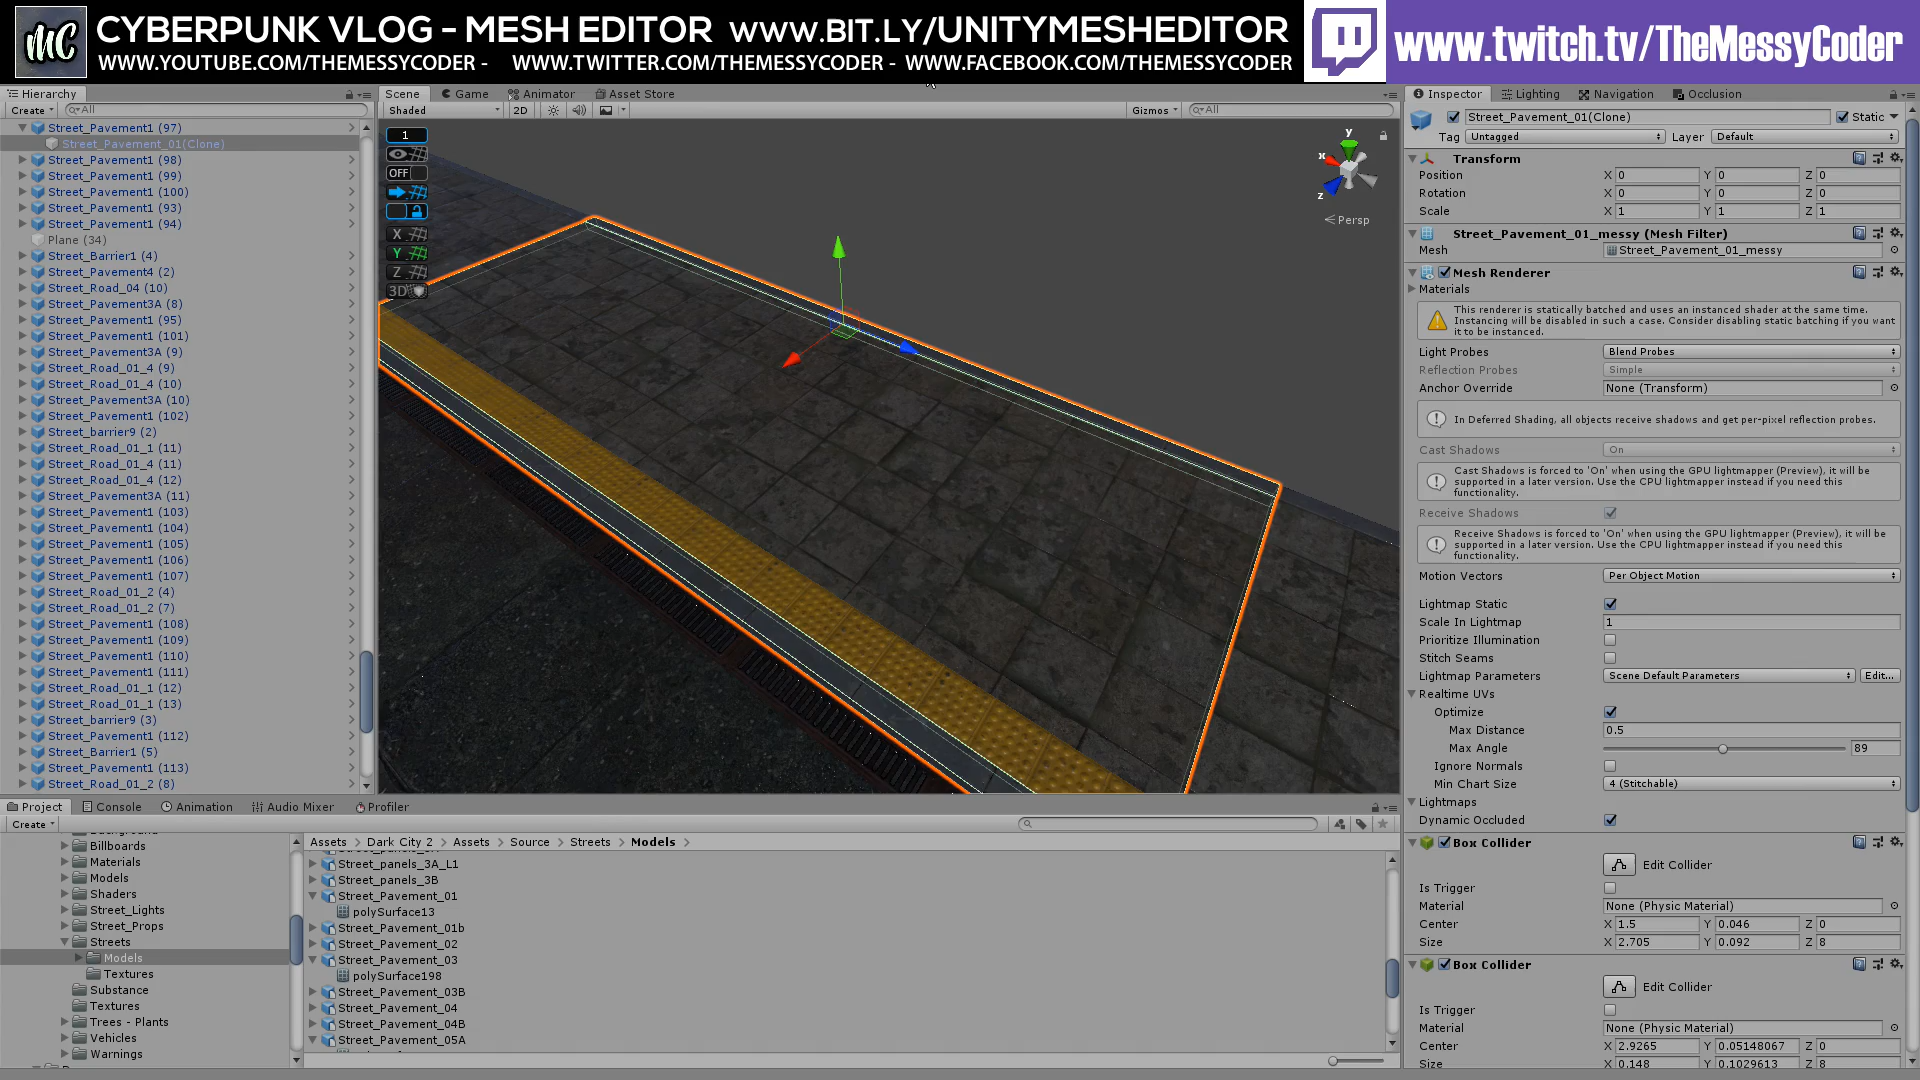 MC
CYBERPUNK VLOG - MESH EDITOR WWW.BIT.LY/UNITYMESHEDITOR
WWW.YOUTUBE.COM/THEMESSYCODER - WWW.TWITTER.COM/THEMESSYCODER - WWW.FACEBOOK.COM/THEMESSYCODER
www.twitch.tv/TheMessyCoder
Hierarchy
Create All
Street_Pavement1 (97)
Street_Pavement_01(Clone)
Street_Pavement1 (98)
Street_Pavement1 (99)
Street_Pavement1 (100)
Street_Pavement1 (93)
Street_Pavement1 (94)
Plane (34)
Street_Barrier1 (4)
Street_Pavement4 (2)
Street_Road_04 (10)
Street_Pavement3A (8)
Street_Pavement1 (95)
Street_Pavement1 (101)
Street_Pavement3A (9)
Street_Road_01_4 (9)
Street_Road_01_4 (10)
Street_Pavement3A (10)
Street_Pavement1 (102)
Street_barrier9 (2)
Street_Road_01_1 (11)
Street_Road_01_4 (11)
Street_Road_01_4 (12)
Street_Pavement3A (11)
Street_Pavement1 (103)
Street_Pavement1 (104)
Street_Pavement1 (105)
Street_Pavement1 (106)
Street_Pavement1 (107)
Street_Road_01_2 (4)
Street_Road_01_2 (7)
Street_Pavement1 (108)
Street_Pavement1 (109)
Street_Pavement1 (110)
Street_Pavement1 (111)
Street_Road_01_1 (12)
Street_Road_01_1 (13)
Street_barrier9 (3)
Street_Pavement1 (112)
Street_Barrier1 (5)
Street_Pavement1 (113)
Street_Road_01_2 (8)
Scene Game Animator Asset Store
Shaded 2D Gizmos All
1
OFF
X
Y
Z
3D
y
x
z
Persp
Inspector Lighting Navigation Occlusion
Street_Pavement_01(Clone) Static
Tag Untagged Layer Default
Transform
Position X 0 Y 0 Z 0
Rotation X 0 Y 0 Z 0
Scale X 1 Y 1 Z 1
Street_Pavement_01_messy (Mesh Filter)
Mesh Street_Pavement_01_messy
Mesh Renderer
Materials
This renderer is statically batched and uses an instanced shader at the same time.
Instancing will be disabled in such a case. Consider disabling static batching if you want
it to be instanced.
Light Probes Blend Probes
Reflection Probes Simple
Anchor Override None (Transform)
In Deferred Shading, all objects receive shadows and get per-pixel reflection probes.
Cast Shadows On
Cast Shadows is forced to 'On' when using the GPU lightmapper (Preview), it will be
supported in a later version. Use the CPU lightmapper instead if you need this
functionality.
Receive Shadows
Receive Shadows is forced to 'On' when using the GPU lightmapper (Preview), it will be
supported in a later version. Use the CPU lightmapper instead if you need this
functionality.
Motion Vectors Per Object Motion
Lightmap Static
Scale In Lightmap 1
Prioritize Illumination
Stitch Seams
Lightmap Parameters Scene Default Parameters Edit...
Realtime UVs
Optimize
Max Distance 0.5
Max Angle 89
Ignore Normals
Min Chart Size 4 (Stitchable)
Lightmaps
Dynamic Occluded
Box Collider
Edit Collider
Is Trigger
Material None (Physic Material)
Center X 1.5 Y 0.046 Z 0
Size X 2.705 Y 0.092 Z 8
Box Collider
Edit Collider
Is Trigger
Material None (Physic Material)
Center X 2.9265 Y 0.05148067 Z 0
Size X 0.148 Y 0.1029613 Z 8
Project Console Animation Audio Mixer Profiler
Create
Billboards
Materials
Models
Shaders
Street_Lights
Street_Props
Streets
Models
Textures
Substance
Textures
Trees - Plants
Vehicles
Warnings
Assets Dark City 2 Assets Source Streets Models
Street_panels_3A_L1
Street_panels_3B
Street_Pavement_01
polySurface13
Street_Pavement_01b
Street_Pavement_02
Street_Pavement_03
polySurface198
Street_Pavement_03B
Street_Pavement_04
Street_Pavement_04B
Street_Pavement_05A